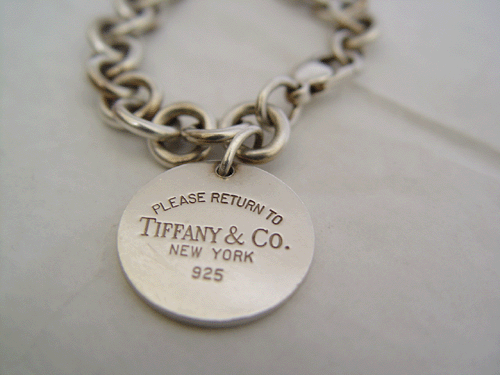 PLEASE RETURN TO
TIFFANY & CO.
NEW YORK
925